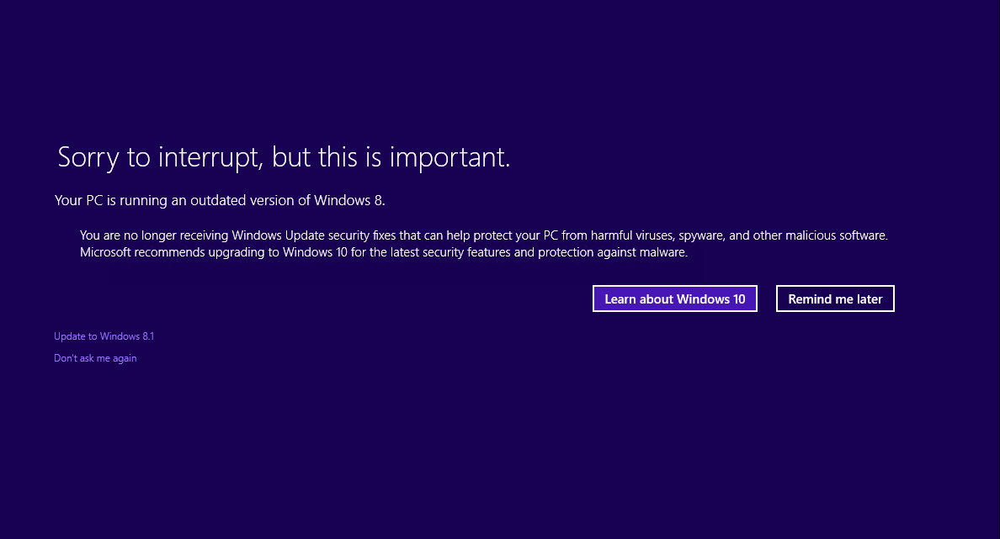 Sorry to interrupt, but this is important.
Your PC is running an outdated version of Windows 8.
You are no longer receiving Windows Update security fixes that can help protect your PC from harmful viruses, spyware, and other malicious software.
Microsoft recommends upgrading to Windows 10 for the latest security features and protection against malware.
Learn about Windows 10
Remind me later
Update to Windows 8.1
Don't ask me again